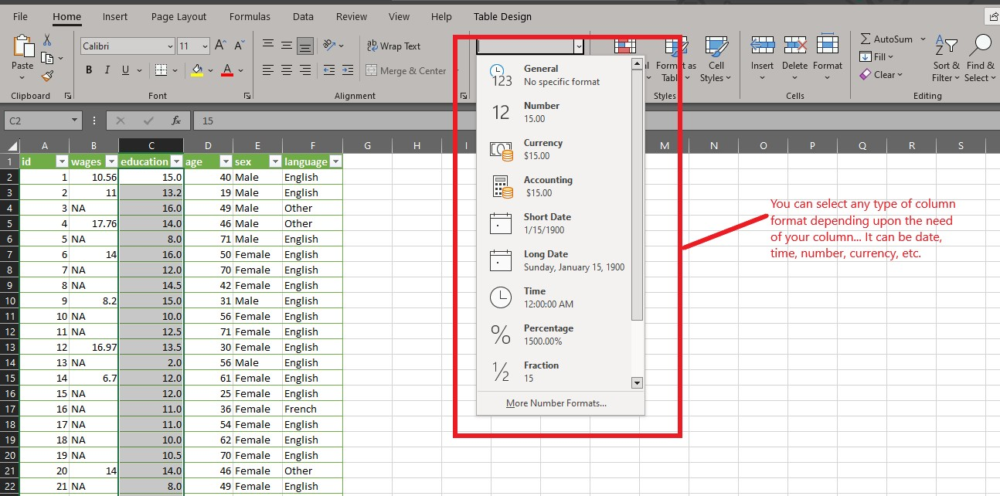 File Home Insert Page Layout Formulas Data Review View Help Table Design
Calibri 11 Wrap Text AutoSum
Paste B I U A Merge & Center Format as Table Cell Styles Insert Delete Format Fill Sort & Filter Find & Select
Clear
Clipboard Font Alignment Styles Cells Editing
C2 fx 15
A B C D E F G H I M N O P Q R S
1 id wages education age sex language
2 1 10.56 15.0 40 Male English
3 2 11 13.2 19 Male English
4 3 NA 16.0 49 Male Other
5 4 17.76 14.0 46 Male Other
6 5 NA 8.0 71 Male English
7 6 14 16.0 50 Female English
8 7 NA 12.0 70 Female English
9 8 NA 14.5 42 Female English
10 9 8.2 15.0 31 Male English
11 10 NA 10.0 56 Female English
12 11 NA 12.5 71 Female English
13 12 16.97 13.5 30 Female English
14 13 NA 2.0 56 Male English
15 14 6.7 12.0 61 Female English
16 15 NA 12.0 25 Female English
17 16 NA 11.0 36 Female French
18 17 NA 11.0 54 Female English
19 18 NA 10.0 62 Female English
20 19 NA 10.5 70 Female English
21 20 14 14.0 46 Female Other
22 21 NA 8.0 49 Female English
123 General
No specific format
12 Number
15.00
Currency
$15.00
Accounting
$15.00
Short Date
1/15/1900
Long Date
Sunday, January 15, 1900
Time
12:00:00 AM
% Percentage
1500.00%
½ Fraction
15
More Number Formats...
You can select any type of column
format depending upon the need
of your column... It can be date,
time, number, currency, etc.